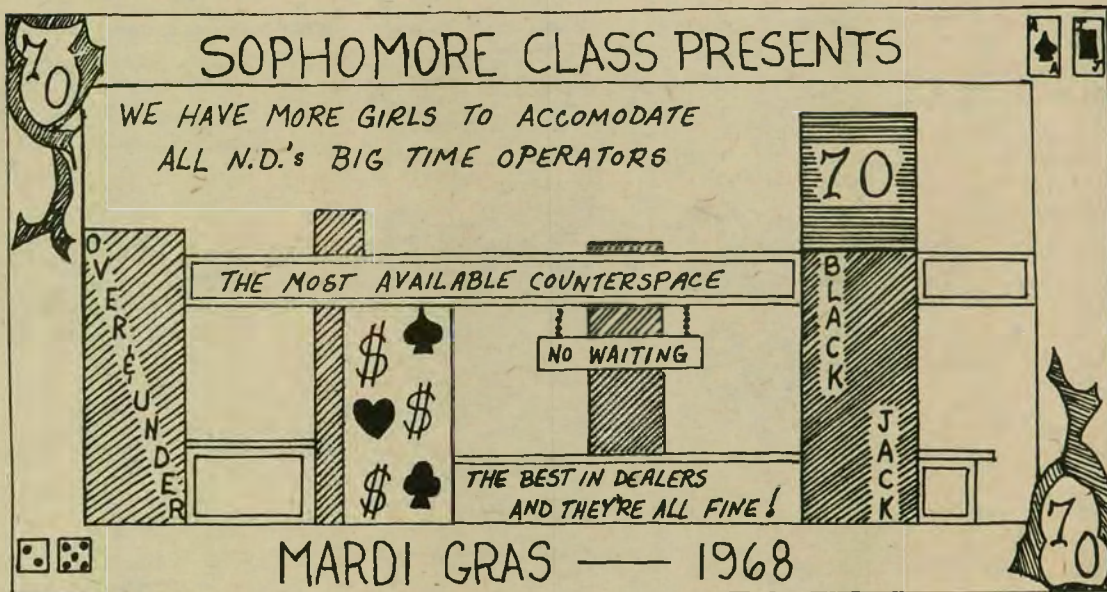 70
SOPHOMORE CLASS PRESENTS
A
A
J
J
WE HAVE MORE GIRLS TO ACCOMODATE
ALL N.D.'s BIG TIME OPERATORS
70
OVER & UNDER
THE MOST AVAILABLE COUNTERSPACE
BLACK
JACK
$
$
$
NO WAITING
THE BEST IN DEALERS
AND THEY'RE ALL FINE!
70
MARDI GRAS — 1968